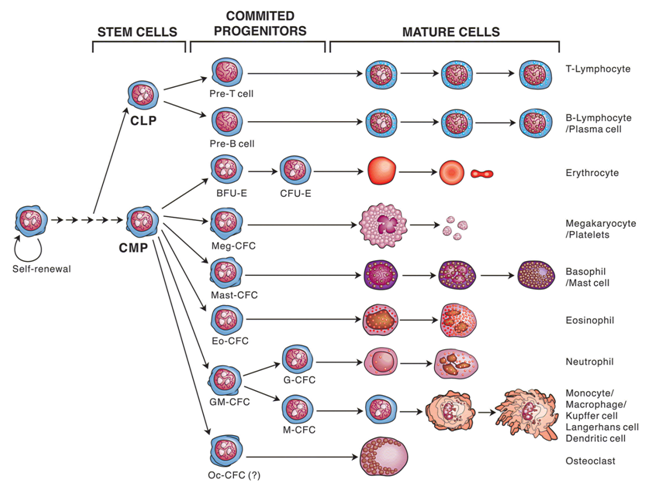 STEM CELLS
COMMITED
PROGENITORS
MATURE CELLS
Pre-T cell
T-Lymphocyte
CLP
Pre-B cell
B-Lymphocyte
/Plasma cell
BFU-E
CFU-E
Erythrocyte
Self-renewal
CMP
Meg-CFC
Megakaryocyte
/Platelets
Mast-CFC
Basophil
/Mast cell
Eo-CFC
Eosinophil
GM-CFC
G-CFC
Neutrophil
M-CFC
Monocyte/
Macrophage/
Kupffer cell
Langerhans cell
Dendritic cell
Oc-CFC (?)
Osteoclast